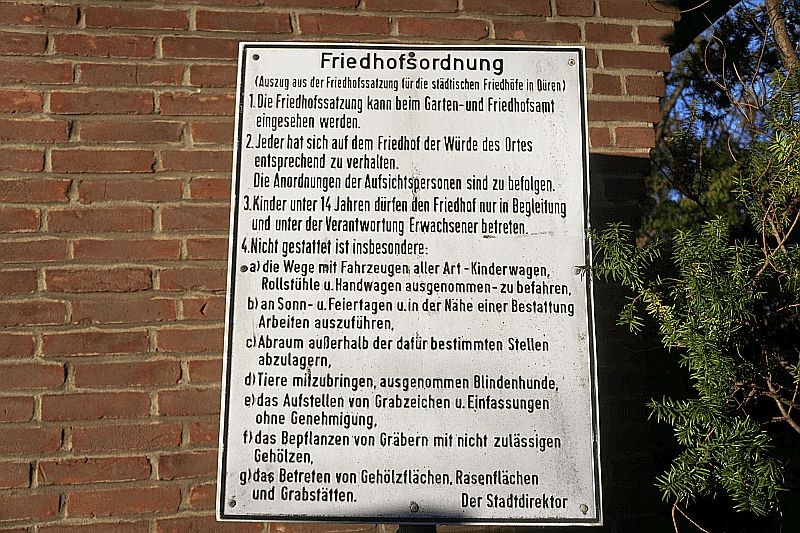 Friedhofsordnung
(Auszug aus der Friedhofssatzung für die städtischen Friedhöfe in Düren)
1. Die Friedhofssatzung kann beim Garten- und Friedhofsamt
eingesehen werden.
2. Jeder hat sich auf dem Friedhof der Würde des Ortes
entsprechend zu verhalten.
Die Anordnungen der Aufsichtspersonen sind zu befolgen.
3. Kinder unter 14 Jahren dürfen den Friedhof nur in Begleitung
und unter der Verantwortung Erwachsener betreten.
4. Nicht gestattet ist insbesondere:
a) die Wege mit Fahrzeugen aller Art - Kinderwagen,
Rollstühle u. Handwagen ausgenommen - zu befahren,
b) an Sonn- u. Feiertagen u. in der Nähe einer Bestattung
Arbeiten auszuführen,
c) Abraum außerhalb der dafür bestimmten Stellen
abzulagern,
d) Tiere mitzubringen, ausgenommen Blindenhunde,
e) das Aufstellen von Grabzeichen u. Einfassungen
ohne Genehmigung,
f) das Bepflanzen von Gräbern mit nicht zulässigen
Gehölzen,
g) das Betreten von Gehölzflächen, Rasenflächen
und Grabstätten. Der Stadtdirektor